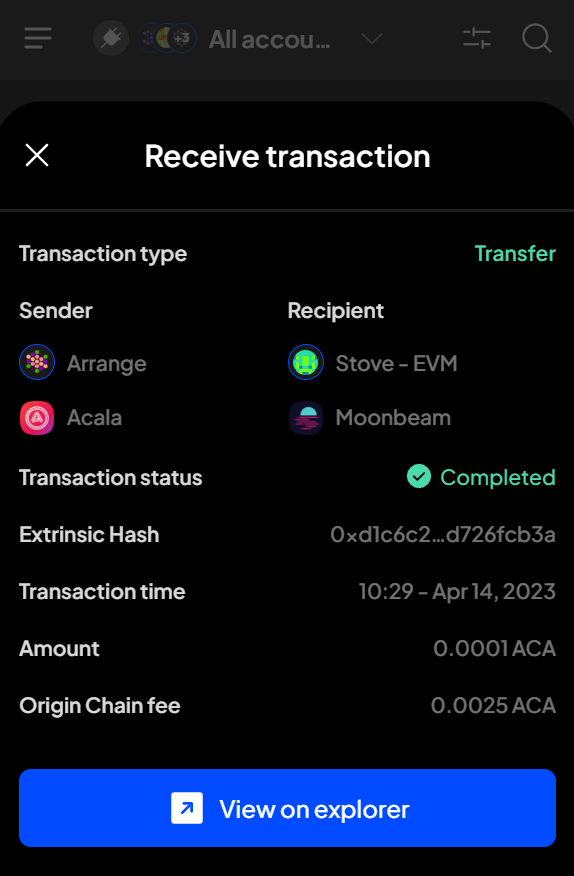 +3 All accou...
Receive transaction
Transaction type Transfer
Sender Recipient
Arrange Stove - EVM
Acala Moonbeam
Transaction status Completed
Extrinsic Hash 0xd1c6c2...d726fcb3a
Transaction time 10:29 - Apr 14, 2023
Amount 0.0001 ACA
Origin Chain fee 0.0025 ACA
View on explorer